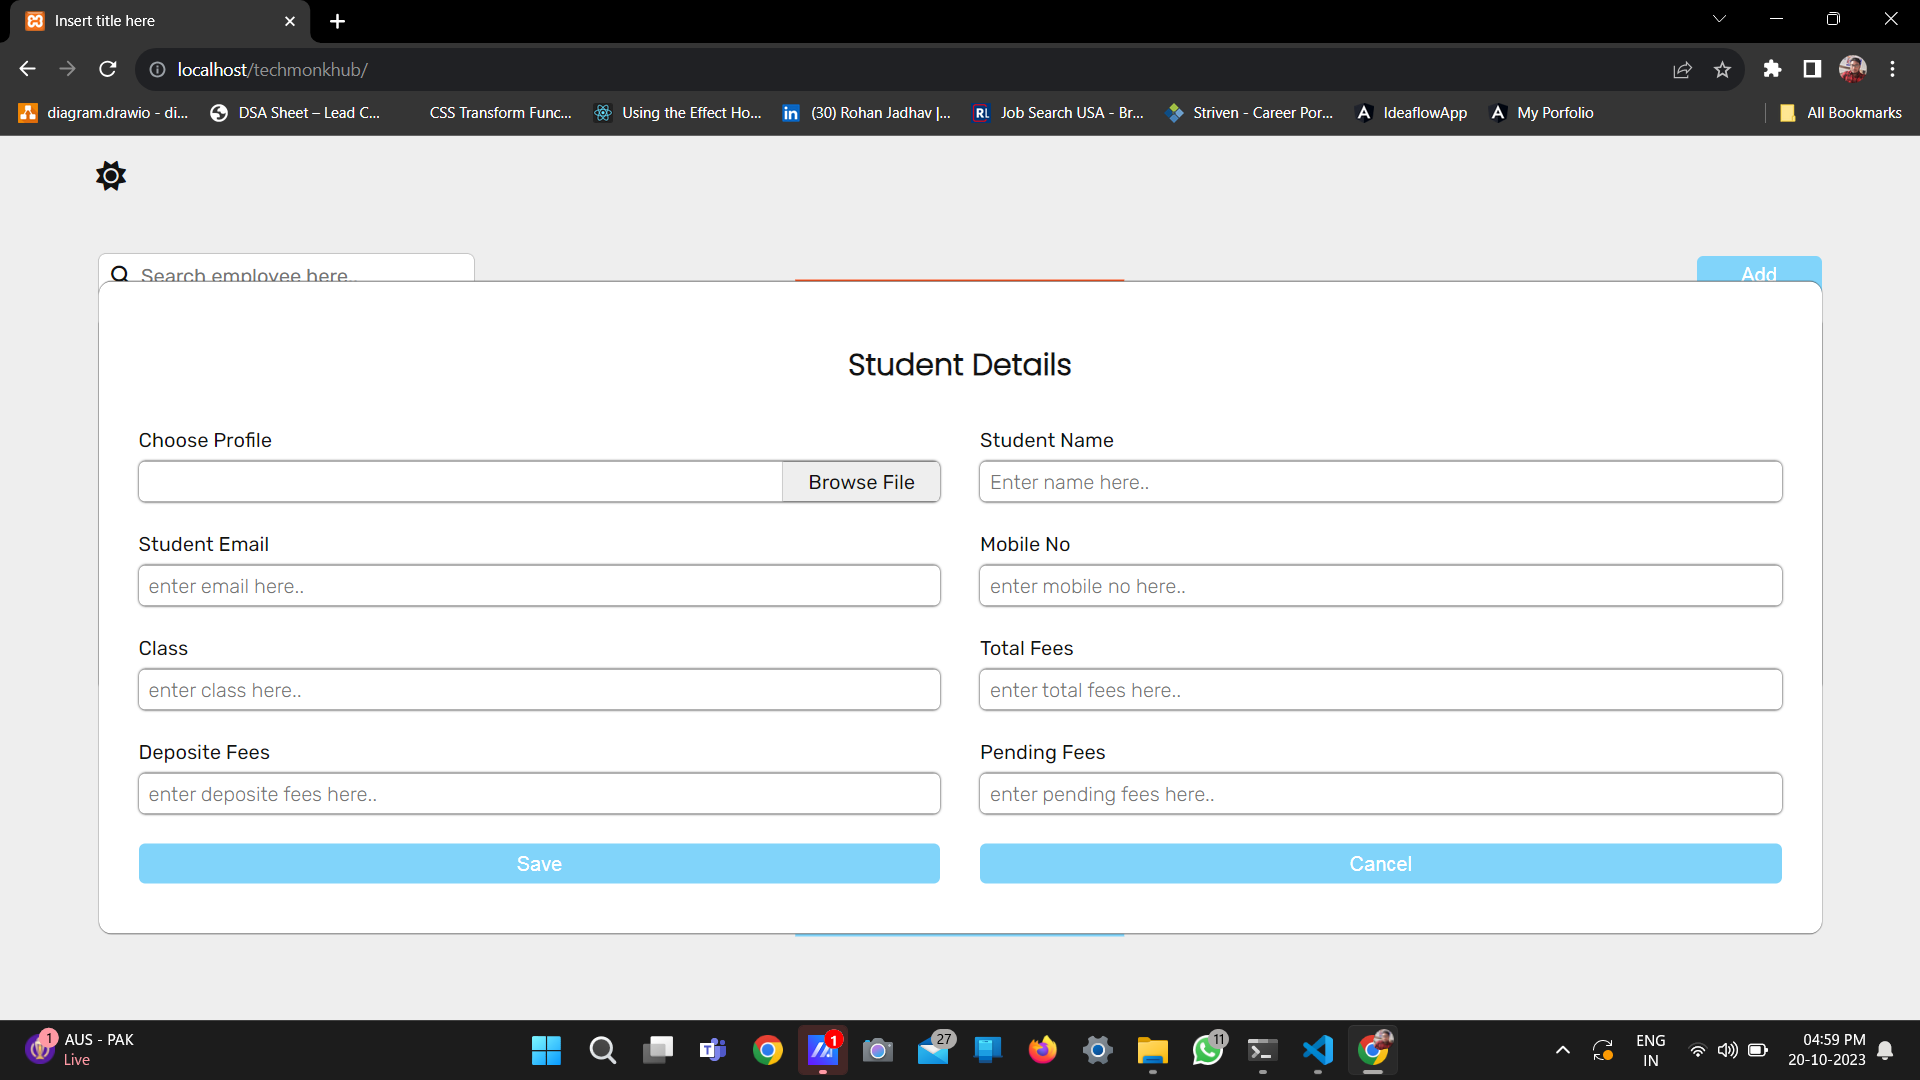 Insert title here
localhost/techmonkhub/
diagram.drawio - di...
DSA Sheet – Lead C...
CSS Transform Func...
Using the Effect Ho...
in
(30) Rohan Jadhav |...
RL
Job Search USA - Br...
Striven - Career Por...
IdeaflowApp
My Porfolio
All Bookmarks
Search employee here..
Add
Student Details
Choose Profile
Student Name
Browse File
Enter name here..
Student Email
Mobile No
enter email here..
enter mobile no here..
Class
Total Fees
enter class here..
enter total fees here..
Deposite Fees
Pending Fees
enter deposite fees here..
enter pending fees here..
Save
Cancel
1
AUS - PAK
Live
1
27
11
ENG
IN
04:59 PM
20-10-2023